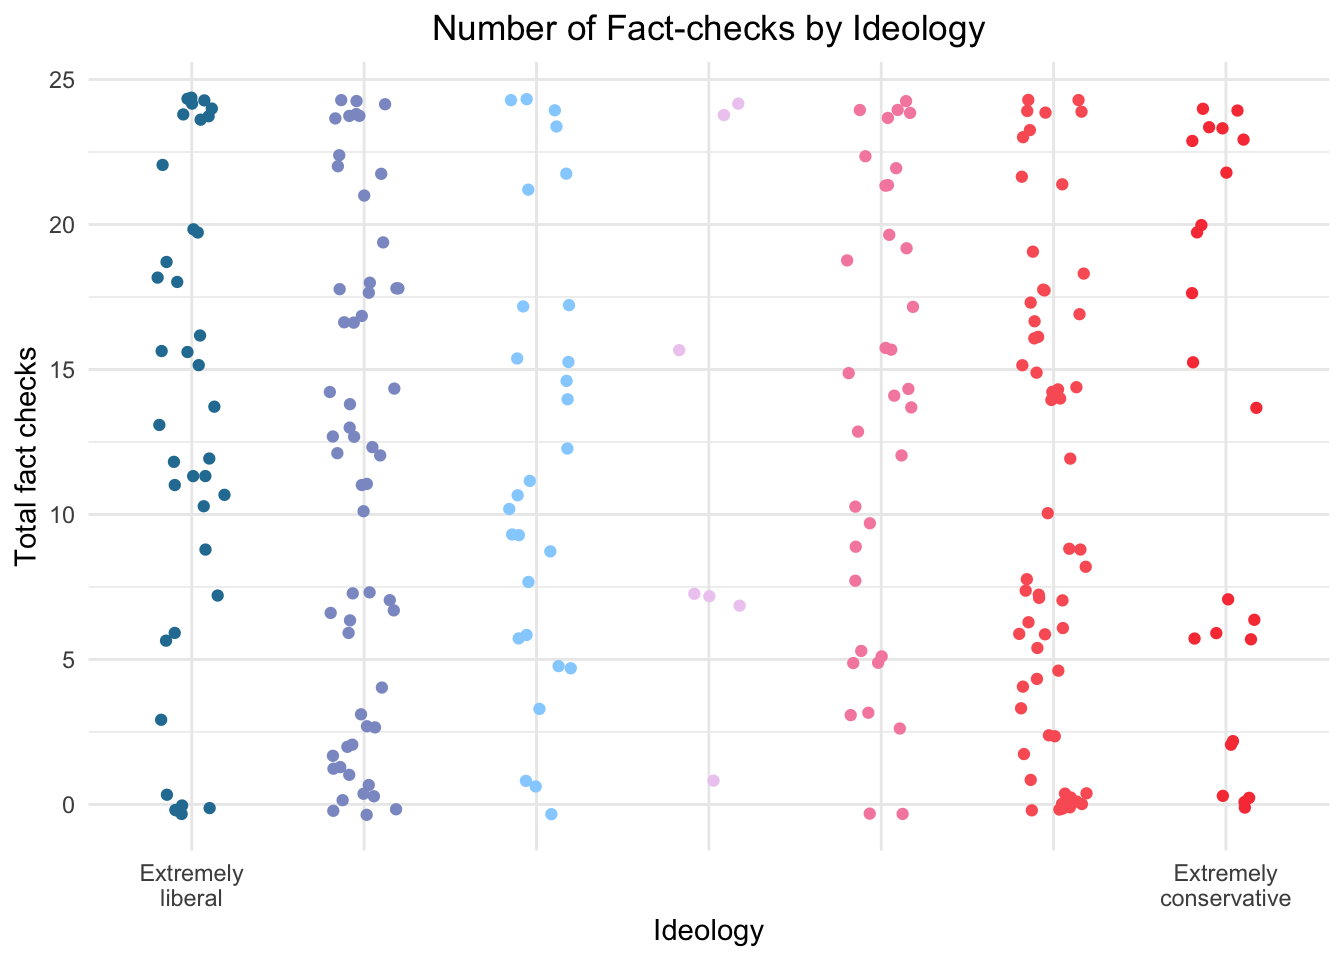 Number of Fact-checks by Ideology
25
20
15
10
5
0
Total fact checks
Extremely
liberal
Extremely
conservative
Ideology